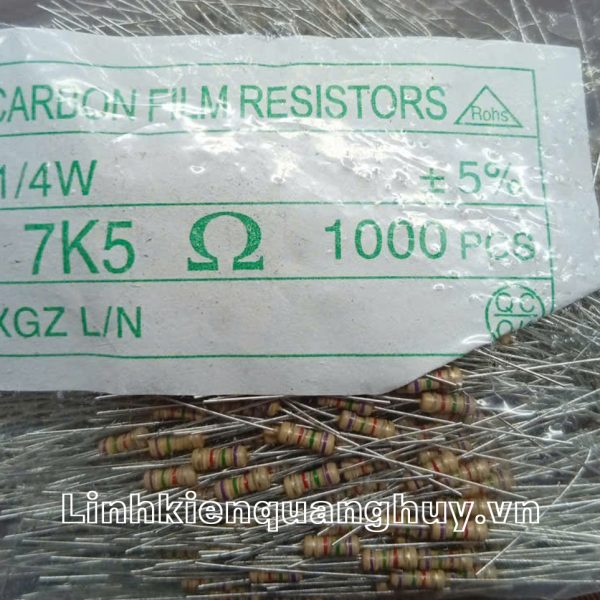 CARBON FILM RESISTORS Rohs
1/4W ±5%
7K5 Ω 1000 PCS
XGZ L/N QC
Linhkienquanghuy.vn